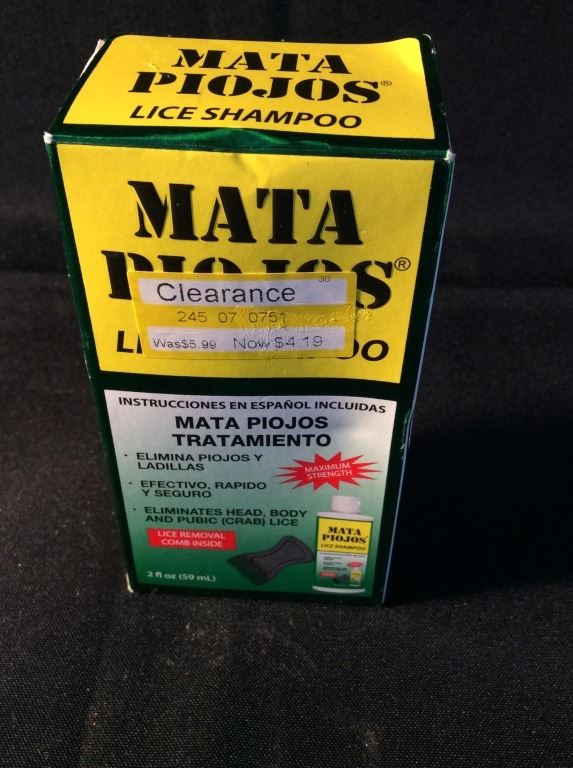 MATA
PIOJOS®
LICE SHAMPOO
MATA
PIOJOS®
Clearance 30
245 07 0751
Was$5.99 Now$4.19
INSTRUCCIONES EN ESPAÑOL INCLUIDAS
MATA PIOJOS
TRATAMIENTO
· ELIMINA PIOJOS Y
LADILLAS
· EFECTIVO, RAPIDO
Y SEGURO
· ELIMINATES HEAD, BODY
AND PUBIC (CRAB) LICE
MAXIMUM
STRENGTH
LICE REMOVAL
COMB INSIDE
2 fl oz (59 mL)
MATA
PIOJOS®
LICE SHAMPOO